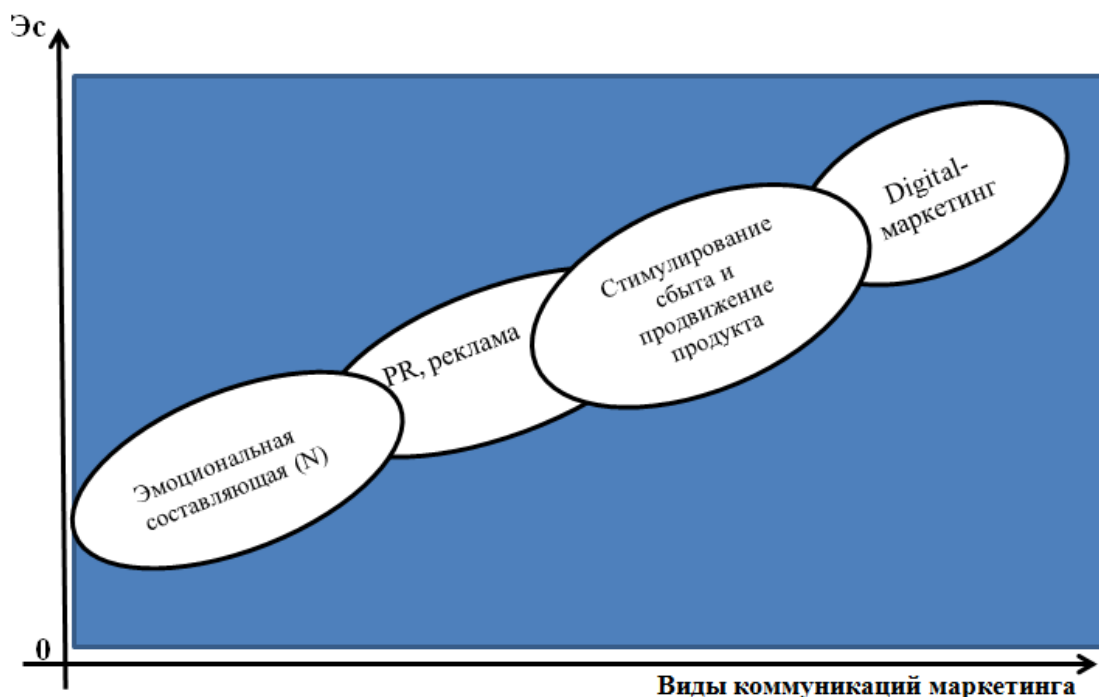 Эс
Digital-
маркетинг
Стимулирование
сбыта и
продвижение
продукта
PR, реклама
Эмоциональная
составляющая (N)
0
Виды коммуникаций маркетинга